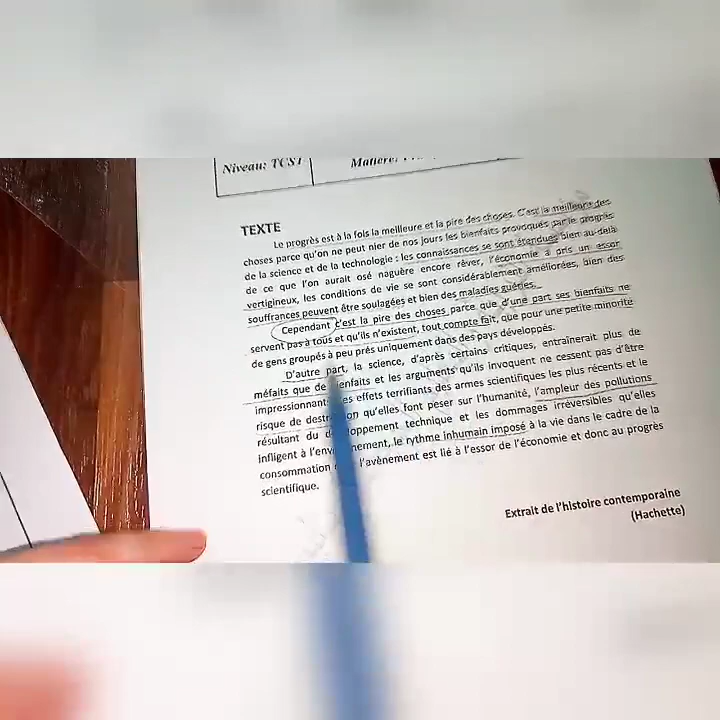 Niveau: TCST
Matière:
TEXTE
Le progrès est à la fois la meilleure et la pire des choses. C'est la meilleure des
choses parce qu'on ne peut nier de nos jours les bienfaits provoqués par le progrès
de la science et de la technologie : les connaissances se sont étendues bien au-delà
de ce que l'on aurait osé naguère encore rêver, l'économie a pris un essor
vertigineux, les conditions de vie se sont considérablement améliorées, bien des
souffrances peuvent être soulagées et bien des maladies guéries.
Cependant c'est la pire des choses parce que d'une part ses bienfaits ne
servent pas à tous et qu'ils n'existent, tout compte fait, que pour une petite minorité
de gens groupés à peu prés uniquement dans des pays développés.
D'autre part, la science, d'après certains critiques, entraînerait plus de
méfaits que de bienfaits et les arguments qu'ils invoquent ne cessent pas d'être
impressionnant: les effets terrifiants des armes scientifiques les plus récents et le
risque de destruction qu'elles font peser sur l'humanité, l'ampleur des pollutions
résultant du développement technique et les dommages irréversibles qu'elles
infligent à l'environnement, le rythme inhumain imposé à la vie dans le cadre de la
consommation l'avènement est lié à l'essor de l'économie et donc au progrès
scientifique.
Extrait de l'histoire contemporaine
(Hachette)